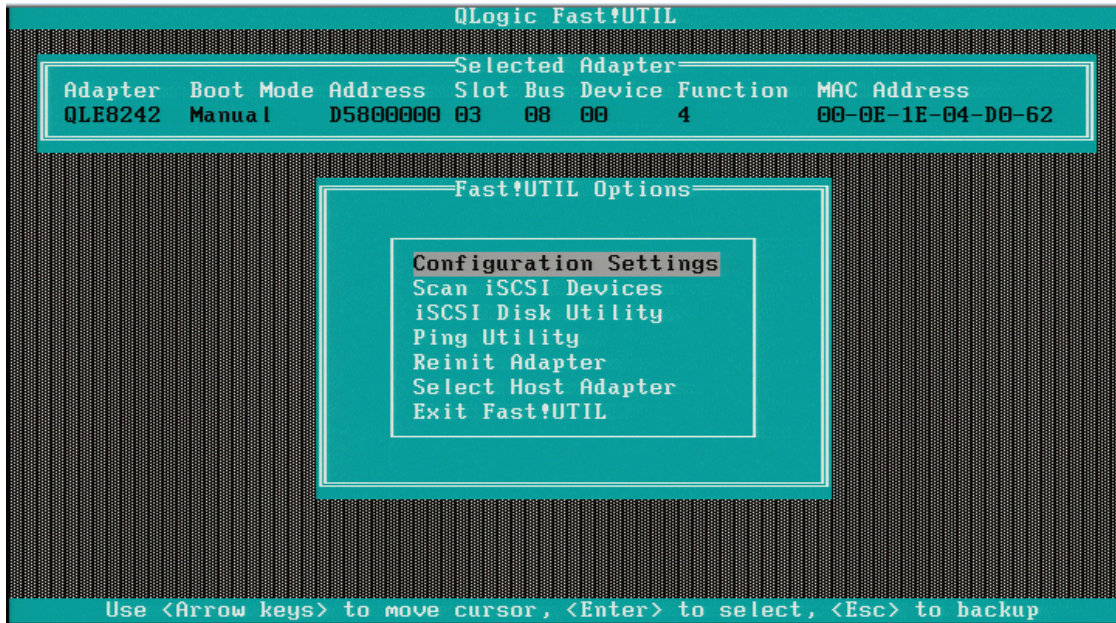 QLogic Fast!UTIL
Selected Adapter
Adapter Boot Mode Address Slot Bus Device Function MAC Address
QLE8242 Manual D5800000 03 08 00 4 00-0E-1E-04-D0-62
Fast!UTIL Options
Configuration Settings
Scan iSCSI Devices
iSCSI Disk Utility
Ping Utility
Reinit Adapter
Select Host Adapter
Exit Fast!UTIL
Use <Arrow keys> to move cursor, <Enter> to select, <Esc> to backup